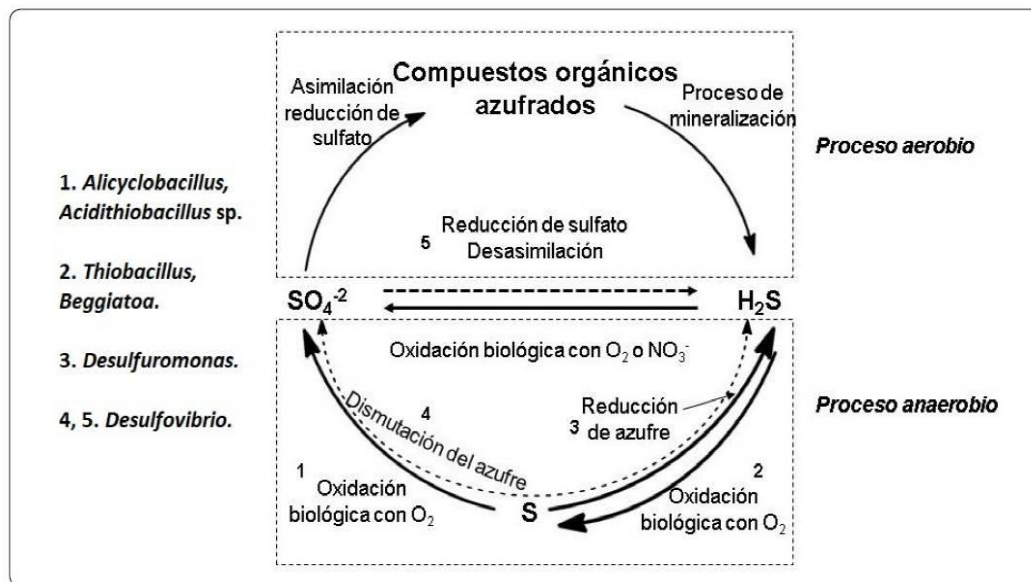 Compuestos orgánicos
azufrados
Asimilación
reducción de
sulfato
Proceso de
mineralización
Proceso aerobio
1. Alicyclobacillus,
Acidithiobacillus sp.
2. Thiobacillus,
Beggiatoa.
3. Desulfuromonas.
4, 5. Desulfovibrio.
5
Reducción de sulfato
Desasimilación
SO₄⁻²
H₂S
Oxidación biológica con O₂ o NO₃⁻
Proceso anaerobio
4
Dismutación del azufre
Reducción
3 de azufre
1
Oxidación
biológica con O₂
2
Oxidación
biológica con O₂
S